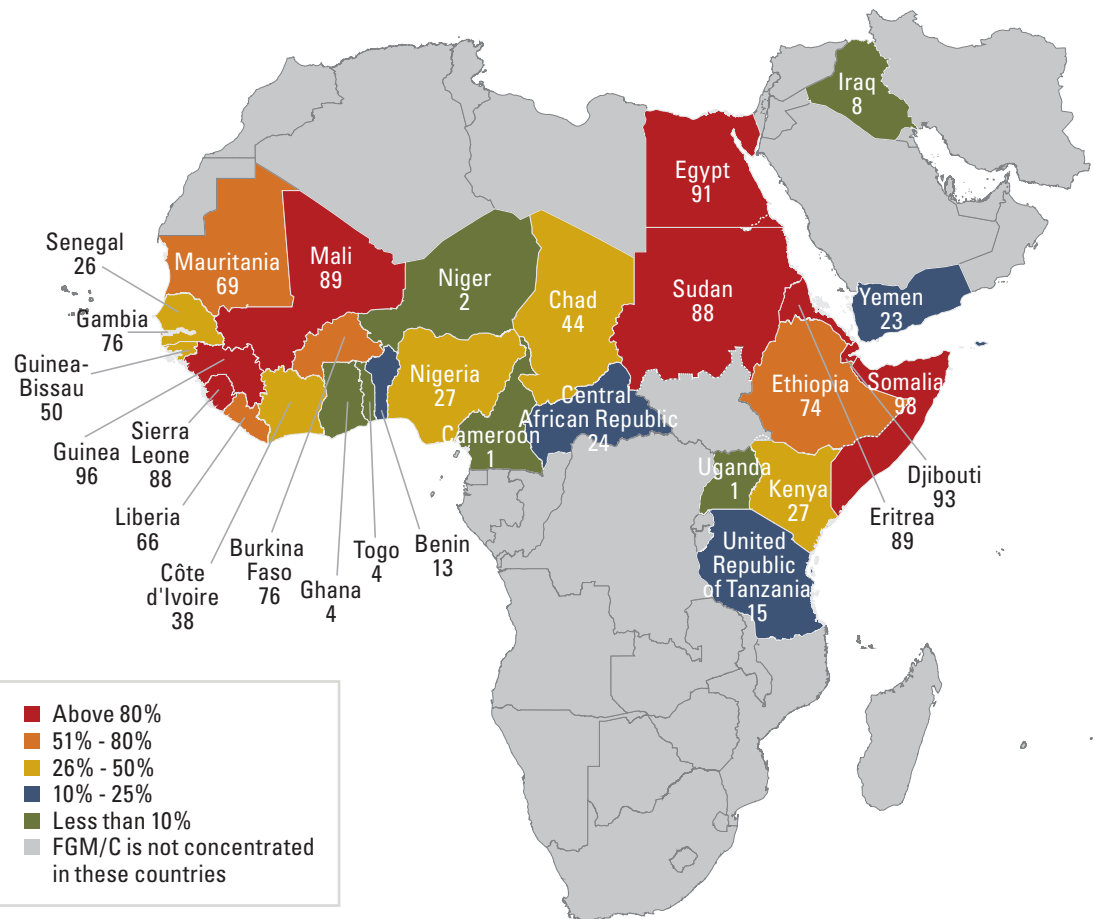 Iraq
8
Egypt
91
Senegal
26
Mauritania
69
Mali
89
Niger
2
Chad
44
Sudan
88
Yemen
23
Gambia
76
Guinea-
Bissau
50
Nigeria
27
Ethiopia
74
Somalia
98
Central
African Republic
24
Cameroon
1
Guinea
96
Sierra
Leone
88
Uganda
1
Kenya
27
Djibouti
93
Eritrea
89
Liberia
66
Côte
d'Ivoire
38
Burkina
Faso
76
Ghana
4
Togo
4
Benin
13
United
Republic
of Tanzania
15
Above 80%
51% - 80%
26% - 50%
10% - 25%
Less than 10%
FGM/C is not concentrated
in these countries